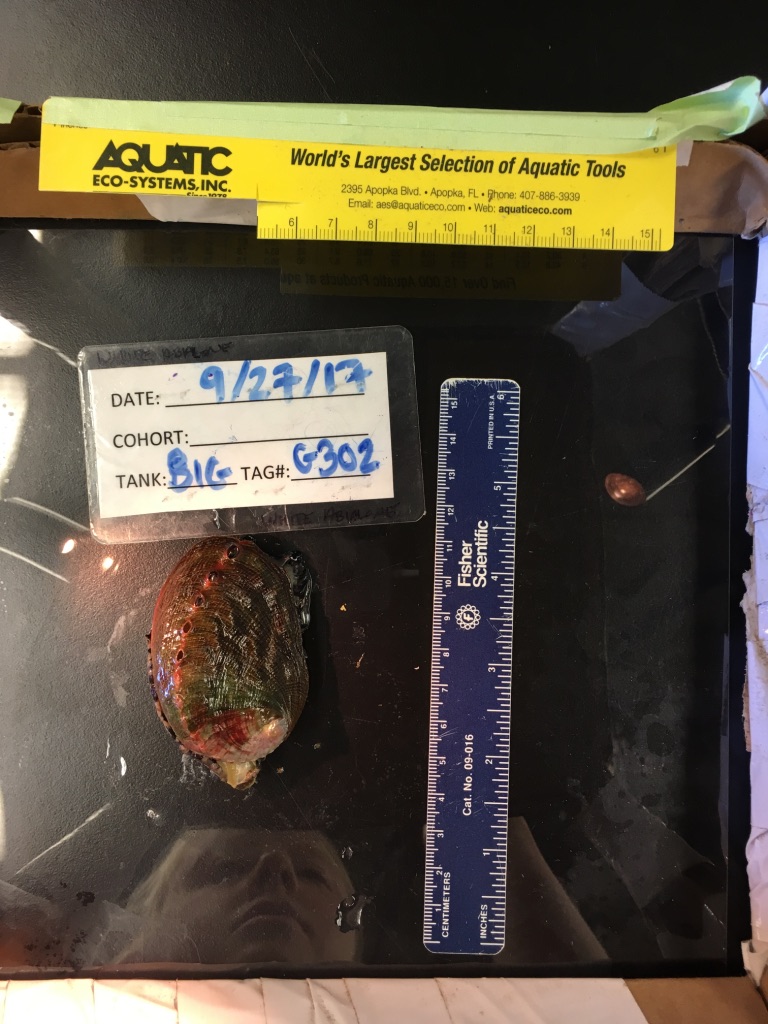 AQUATIC
ECO-SYSTEMS, INC.
Since 1978
World's Largest Selection of Aquatic Tools
2395 Apopka Blvd. • Apopka, FL • Phone: 407-886-3939
Email: aes@aquaticeco.com • Web: aquaticeco.com
6 7 8 9 10 11 12 13 14 15
DATE: 9/27/17
COHORT:
TANK: BIG TAG#: G302
PRINTED IN U.S.A.
Fisher
Scientific
Cat. No. 09-016
CENTIMETERS
1 2 3 4 5 6 7 8 9 10 11 12 13 14 15
INCHES
1 2 3 4 5 6